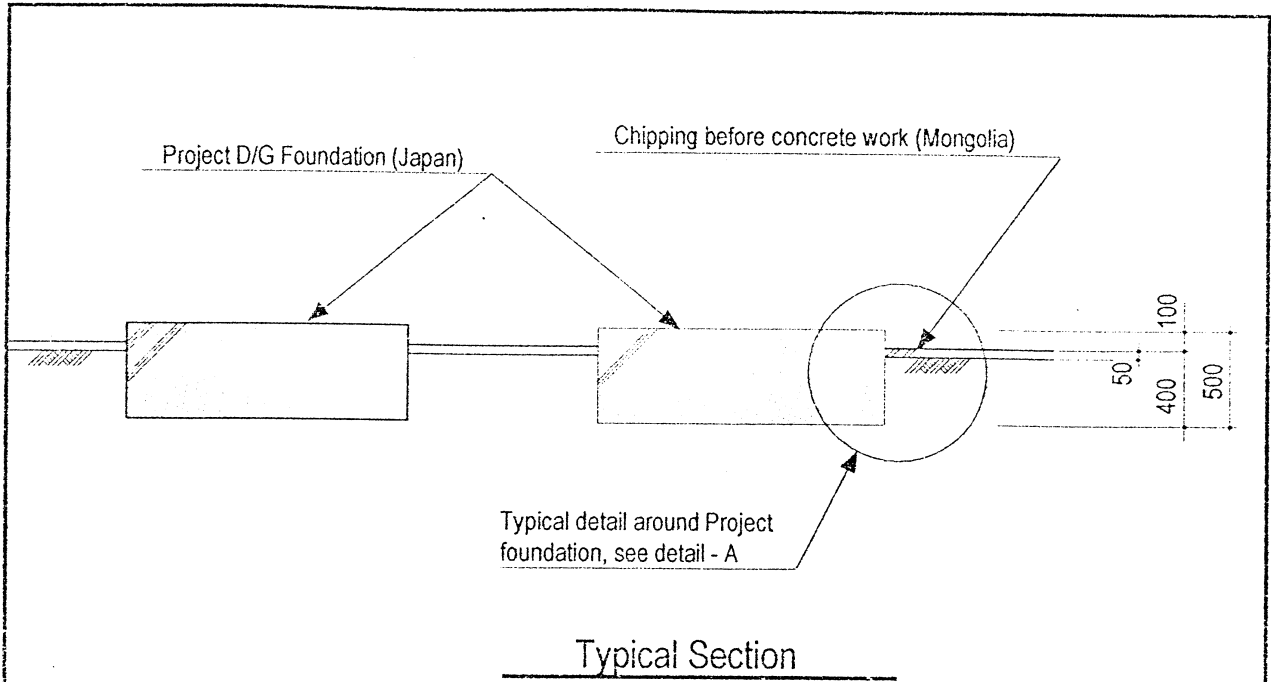 Project D/G Foundation (Japan)
Chipping before concrete work (Mongolia)
100
50
400
500
Typical detail around Project
foundation, see detail - A
Typical Section